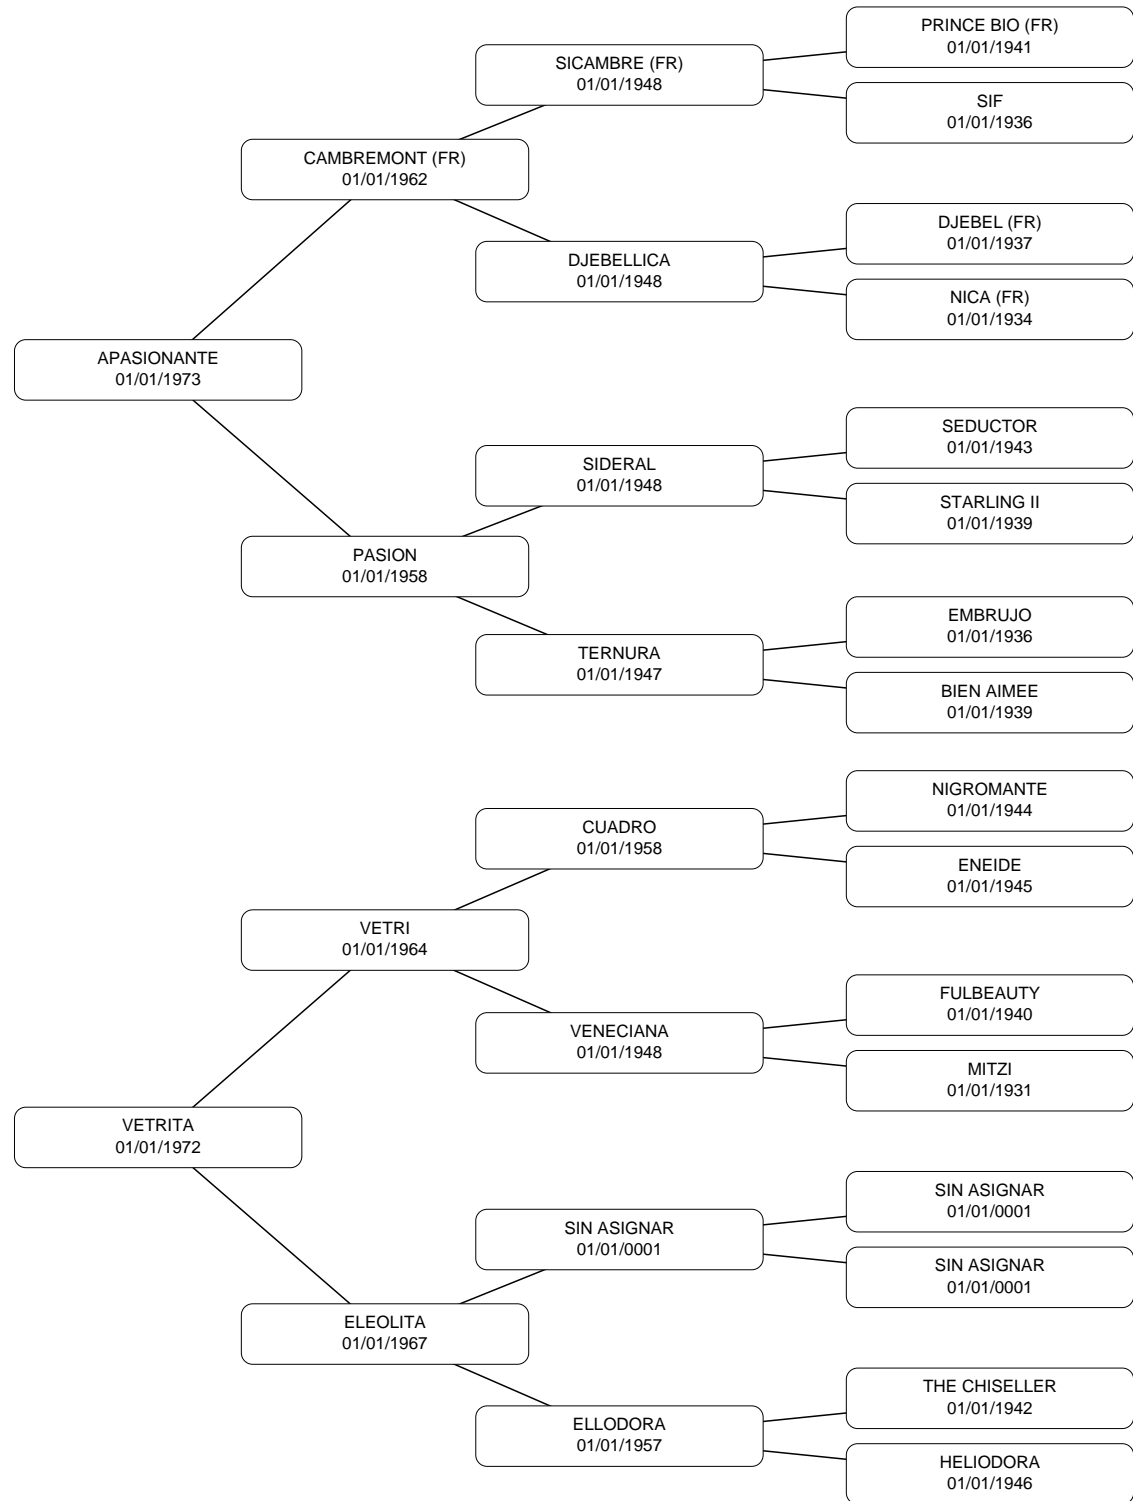 PRINCE BIO (FR)
01/01/1941
SICAMBRE (FR)
01/01/1948
SIF
01/01/1936
CAMBREMONT (FR)
01/01/1962
DJEBEL (FR)
01/01/1937
DJEBELLICA
01/01/1948
NICA (FR)
01/01/1934
APASIONANTE
01/01/1973
SEDUCTOR
01/01/1943
SIDERAL
01/01/1948
STARLING II
01/01/1939
PASION
01/01/1958
EMBRUJO
01/01/1936
TERNURA
01/01/1947
BIEN AIMEE
01/01/1939
NIGROMANTE
01/01/1944
CUADRO
01/01/1958
ENEIDE
01/01/1945
VETRI
01/01/1964
FULBEAUTY
01/01/1940
VENECIANA
01/01/1948
MITZI
01/01/1931
VETRITA
01/01/1972
SIN ASIGNAR
01/01/0001
SIN ASIGNAR
01/01/0001
SIN ASIGNAR
01/01/0001
ELEOLITA
01/01/1967
THE CHISELLER
01/01/1942
ELLODORA
01/01/1957
HELIODORA
01/01/1946